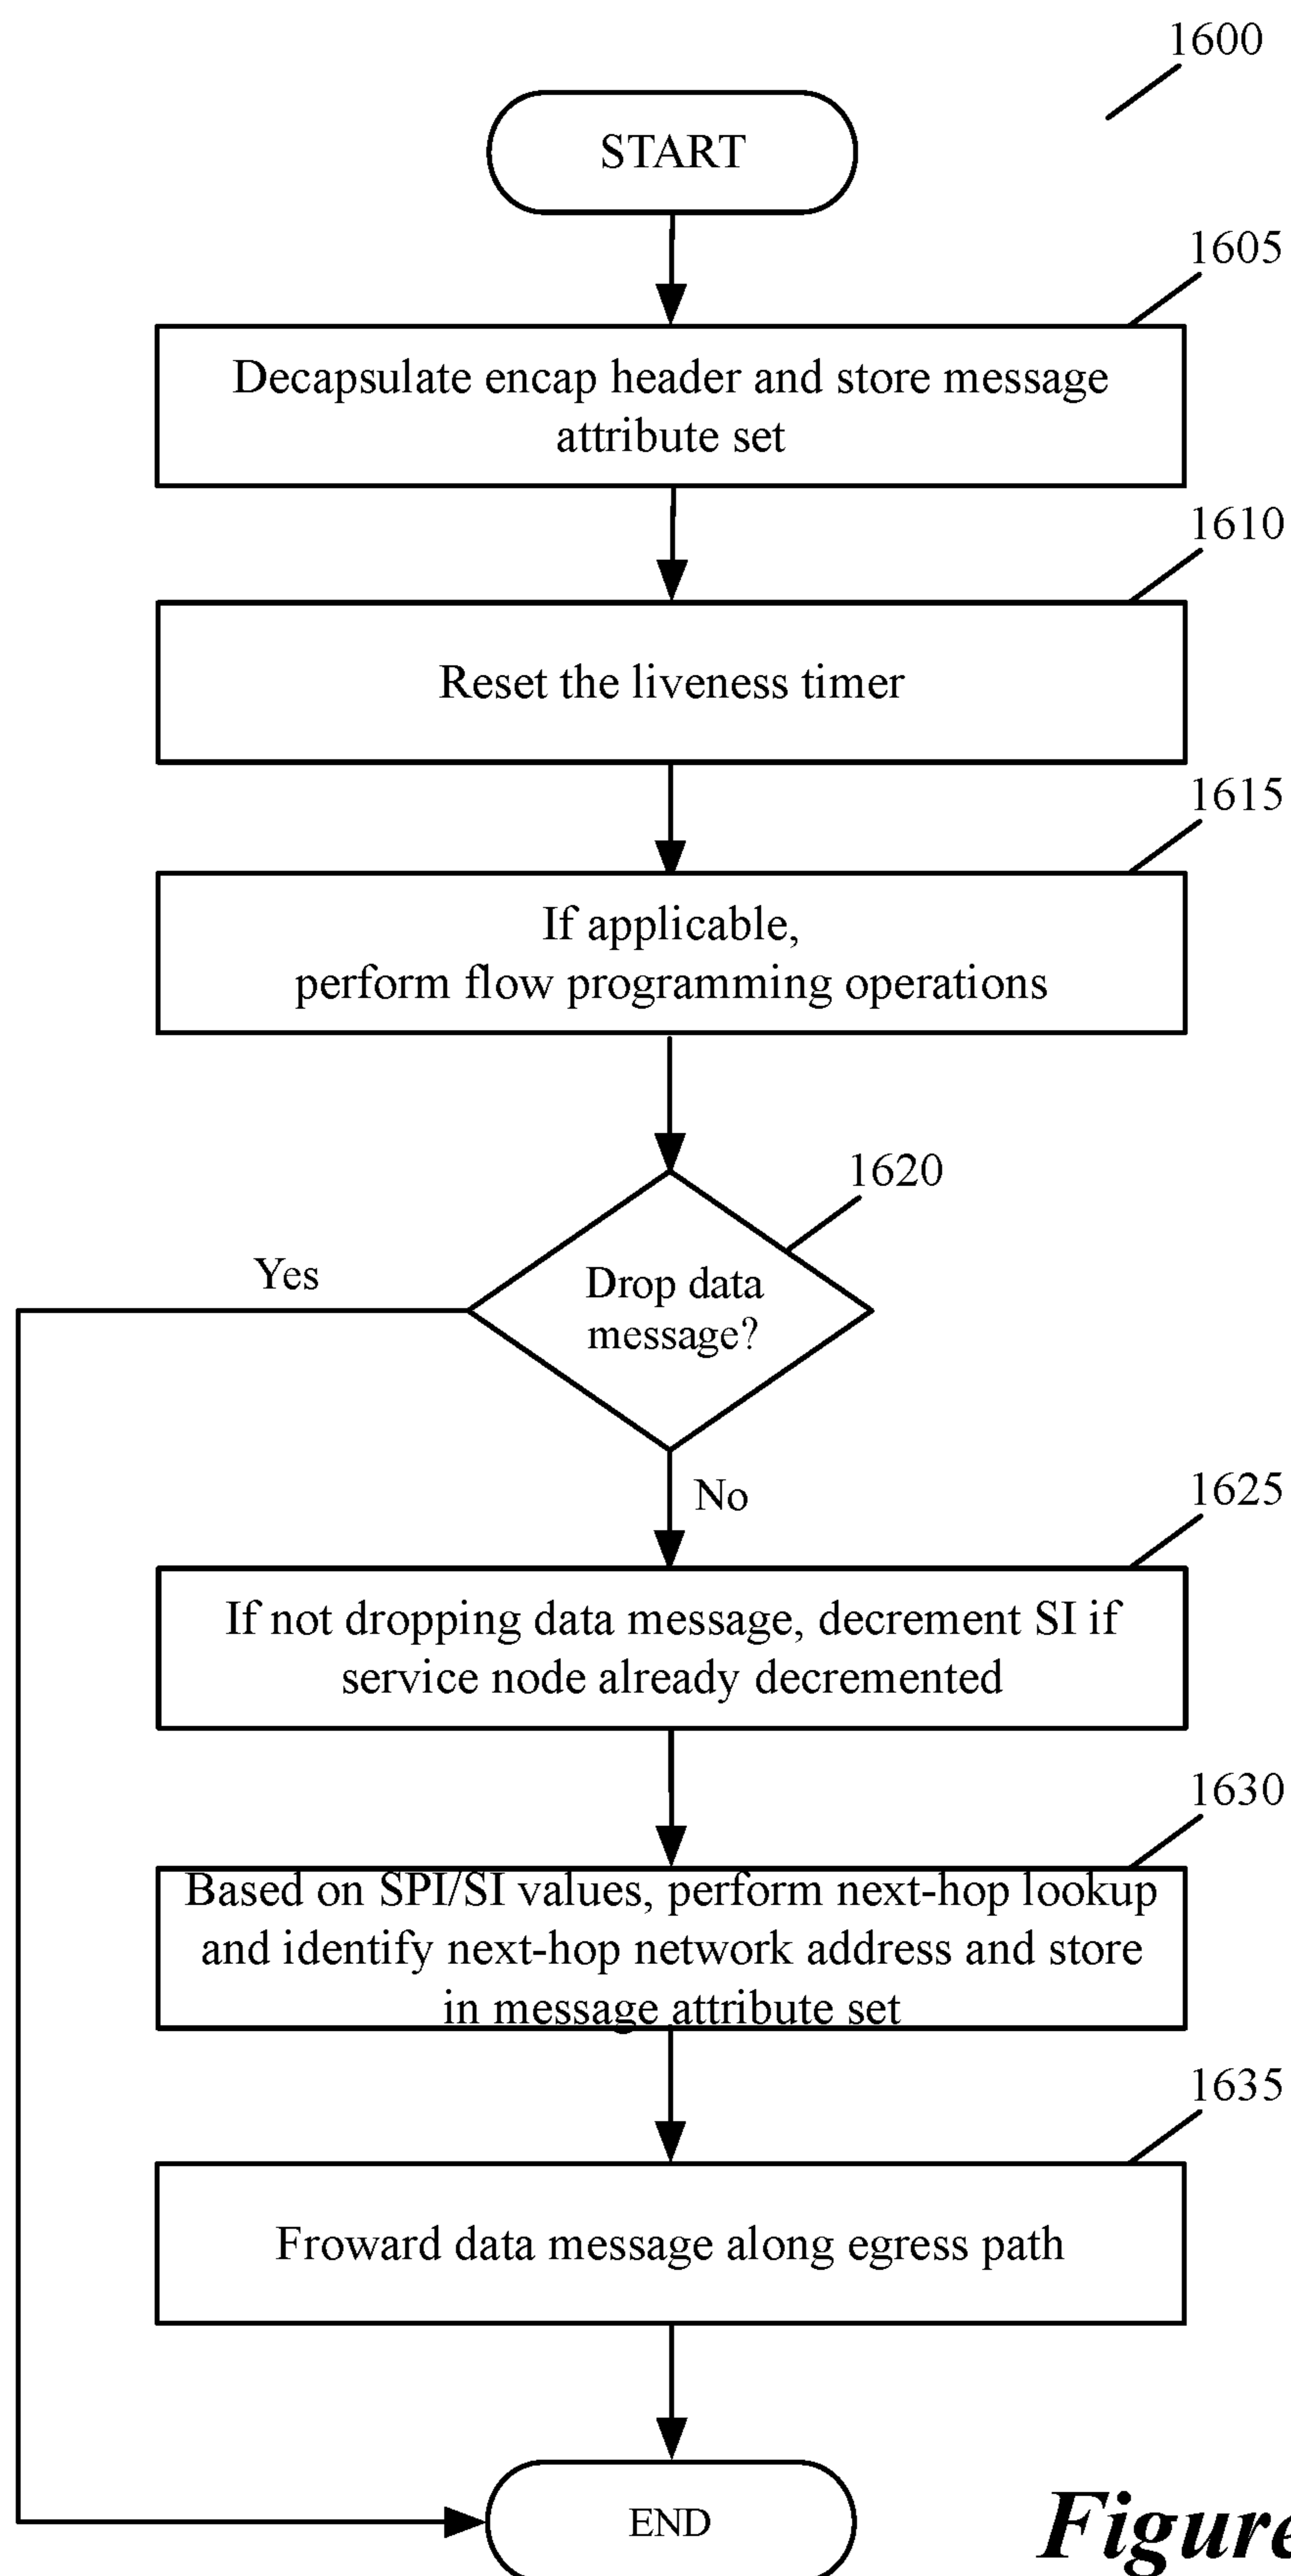 1600
START
1605
Decapsulate encap header and store message
attribute set
1610
Reset the liveness timer
1615
If applicable,
perform flow programming operations
1620
Yes
Drop data
message?
No
1625
If not dropping data message, decrement SI if
service node already decremented
1630
Based on SPI/SI values, perform next-hop lookup
and identify next-hop network address and store
in message attribute set
1635
Froward data message along egress path
END
Figure